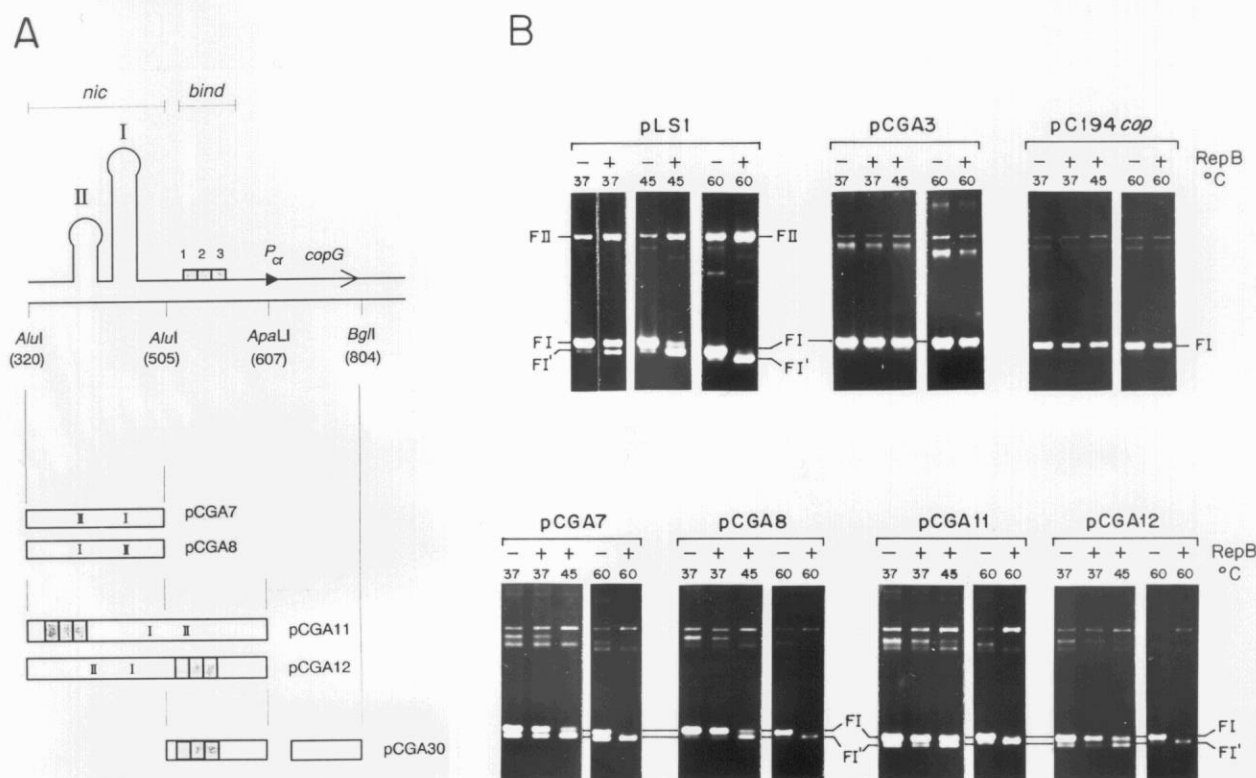 A
nic bind
I
II
1 2 3 Pcr copG
AluI AluI ApaLI BglI
(320) (505) (607) (804)
II I pCGA7
I II pCGA8
I II pCGA11
II I pCGA12
pCGA30
B
pLS1 pCGA3 pC194 cop
− + − + − + − + + − + − + + − + RepB
37 37 45 45 60 60 37 37 45 60 60 37 37 45 60 60 °C
FII FII
FI FI FI
FI' FI'
pCGA7 pCGA8 pCGA11 pCGA12
− + + − + − + + − + − + + − + − + + − + RepB
37 37 45 60 60 37 37 45 60 60 37 37 45 60 60 37 37 45 60 60 °C
FI FI
FI' FI'